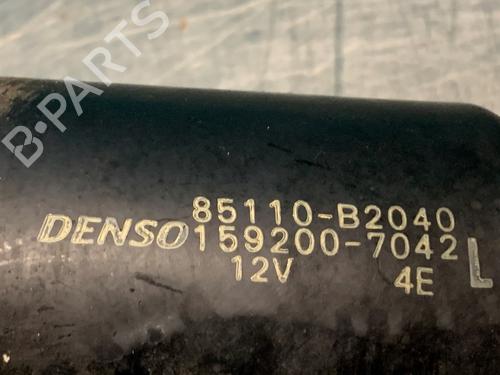 B-PARTS
85110-B2040
DENSO 159200-7042 L
12V 4E